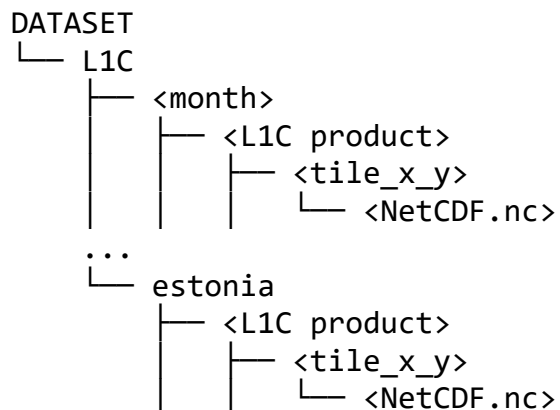 DATASET
└── L1C
├── <month>
│ ├── <L1C product>
│ │ ├── <tile_x_y>
│ │ │ └── <NetCDF.nc>
...
└── estonia
├── <L1C product>
│ ├── <tile_x_y>
│ │ └── <NetCDF.nc>